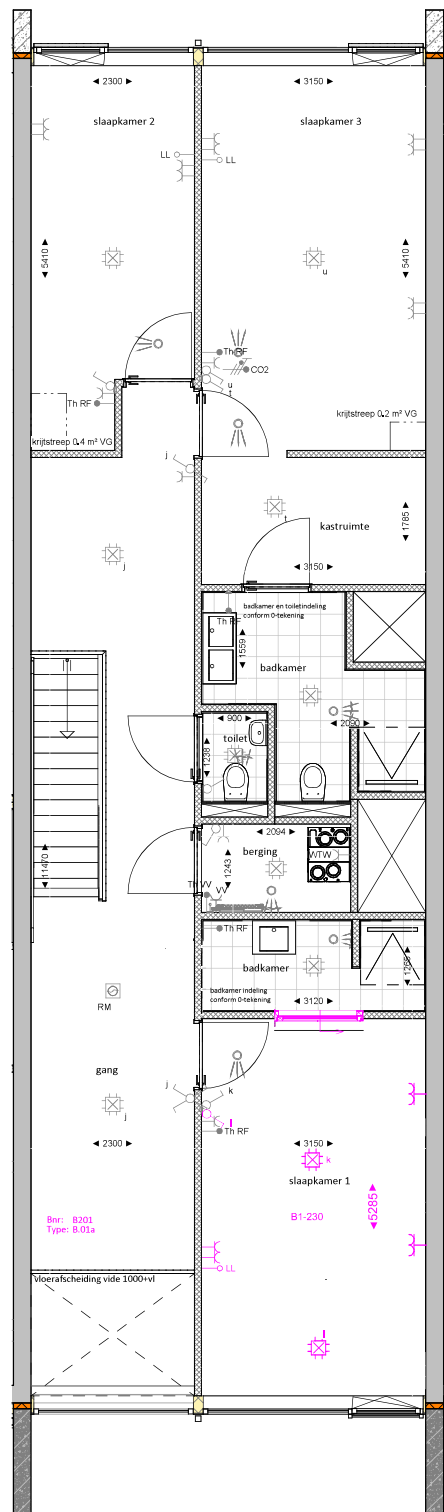 2300
3150
slaapkamer 2
slaapkamer 3
LL
LL
5410
5410
u
Th RF
CO2
Th RF
u
krijtstreep 0.4 m² VG
krijtstreep 0.2 m² VG
j
j
kastruimte
1785
3150
badkamer en toiletindeling
conform 0-tekening
Th RF
1559
badkamer
900
2090
toilet
1238
2094
berging
1243
WTW
11470
Th VV
VV
Th RF
badkamer
1265
badkamer indeling
conform 0-tekening
3120
RM
gang
j
j
k
l
Th RF
2300
3150
k
slaapkamer 1
B1-230
5285
Bnr: B201
Type: B.01a
LL
vloerafscheiding vide 1000+vl
l